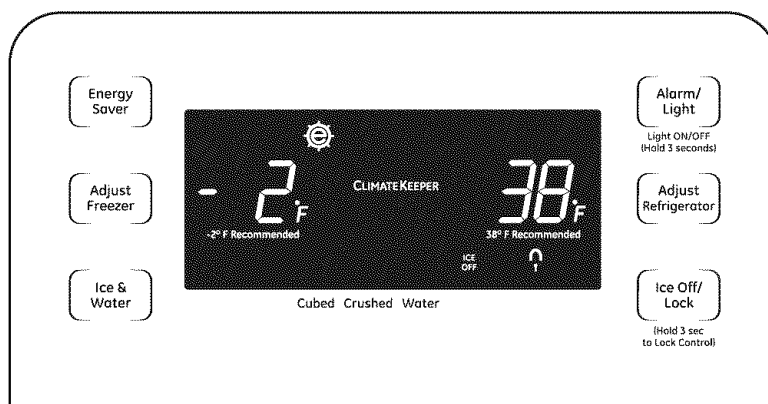 Energy
Saver
Alarm/
Light
Light ON/OFF
(Hold 3 seconds)
Adjust
Freezer
-2°F
CLIMATEKEEPER
38°F
Adjust
Refrigerator
-2° F Recommended
38° F Recommended
ICE
OFF
Ice &
Water
Cubed Crushed Water
Ice Off/
Lock
(Hold 3 sec
to Lock Control)